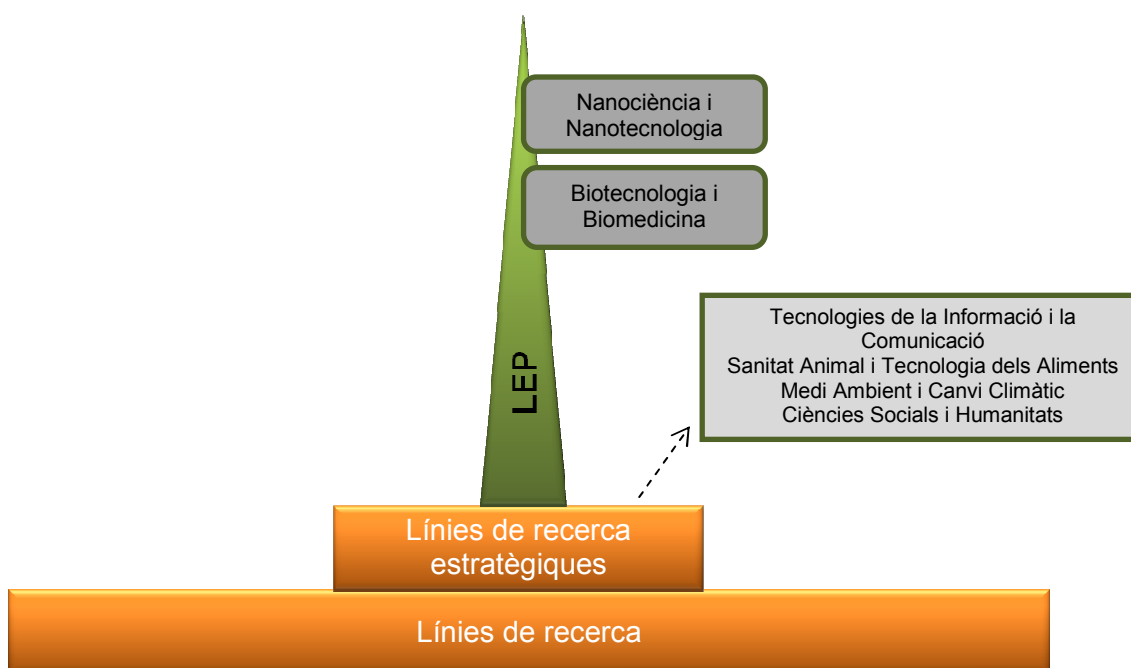 Nanociència i
Nanotecnologia
Biotecnologia i
Biomedicina
Tecnologies de la Informació i la
Comunicació
Sanitat Animal i Tecnologia dels Aliments
Medi Ambient i Canvi Climàtic
Ciències Socials i Humanitats
LEP
Línies de recerca
estratègiques
Línies de recerca